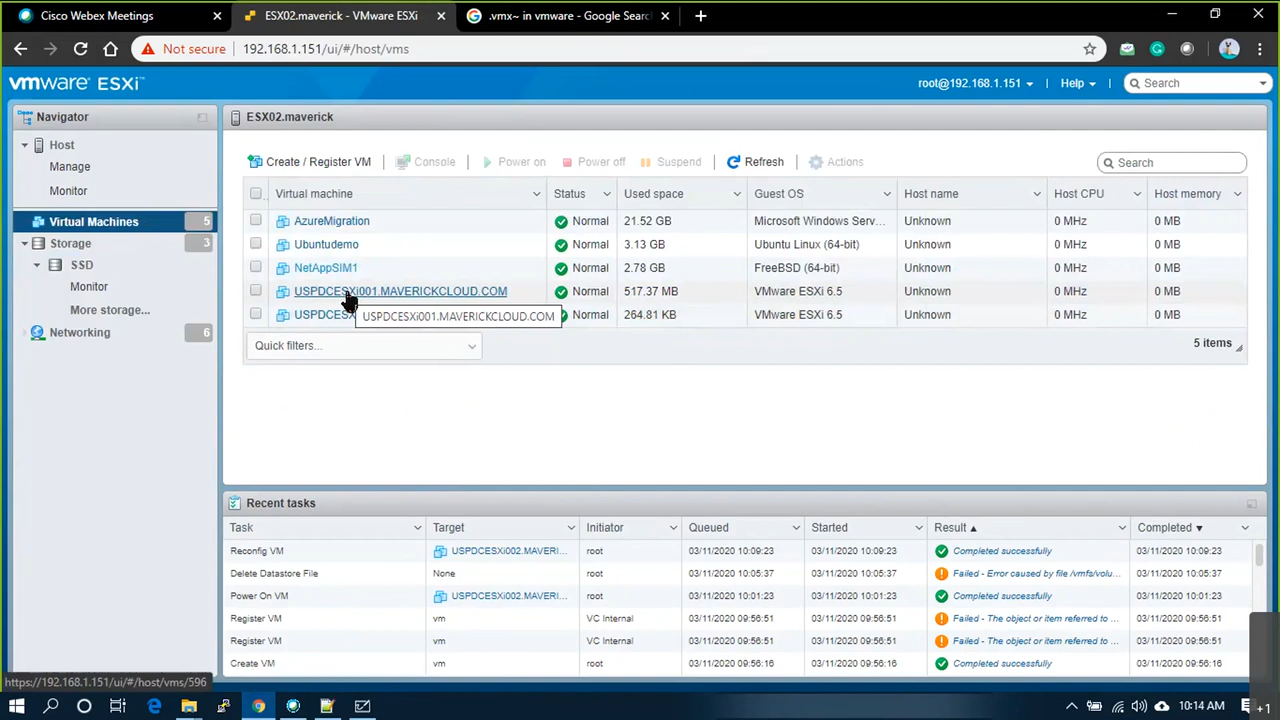 Cisco Webex Meetings
ESX02.maverick - VMware ESXi
.vmx~ in vmware - Google Searc
Not secure
192.168.1.151/ui/#/host/vms
vmware ESXi
root@192.168.1.151
Help
Search
Navigator
Host
Manage
Monitor
Virtual Machines 5
Storage 3
SSD
Monitor
More storage...
Networking 6
ESX02.maverick
Create / Register VM
Console
Power on
Power off
Suspend
Refresh
Actions
Search
Virtual machine Status Used space Guest OS Host name Host CPU Host memory
AzureMigration Normal 21.52 GB Microsoft Windows Serv... Unknown 0 MHz 0 MB
Ubuntudemo Normal 3.13 GB Ubuntu Linux (64-bit) Unknown 0 MHz 0 MB
NetAppSIM1 Normal 2.78 GB FreeBSD (64-bit) Unknown 0 MHz 0 MB
USPDCESXi001.MAVERICKCLOUD.COM Normal 517.37 MB VMware ESXi 6.5 Unknown 0 MHz 0 MB
USPDCES Normal 264.81 KB VMware ESXi 6.5 Unknown 0 MHz 0 MB
USPDCESXi001.MAVERICKCLOUD.COM
Quick filters...
5 items
Recent tasks
Task Target Initiator Queued Started Result Completed
Reconfig VM USPDCESXi002.MAVERI... root 03/11/2020 10:09:23 03/11/2020 10:09:23 Completed successfully 03/11/2020 10:09:23
Delete Datastore File None root 03/11/2020 10:05:37 03/11/2020 10:05:37 Failed - Error caused by file /vmfs/volu... 03/11/2020 10:05:37
Power On VM USPDCESXi002.MAVERI... root 03/11/2020 10:01:23 03/11/2020 10:01:23 Completed successfully 03/11/2020 10:01:23
Register VM vm VC Internal 03/11/2020 09:56:51 03/11/2020 09:56:51 Failed - The object or item referred to ... 03/11/2020 09:56:51
Register VM vm VC Internal 03/11/2020 09:56:51 03/11/2020 09:56:51 Failed - The object or item referred to ... 03/11/2020 09:56:51
Create VM vm root 03/11/2020 09:56:16 03/11/2020 09:56:16 Completed successfully 03/11/2020 09:56:16
https://192.168.1.151/ui/#/host/vms/596
10:14 AM
+1